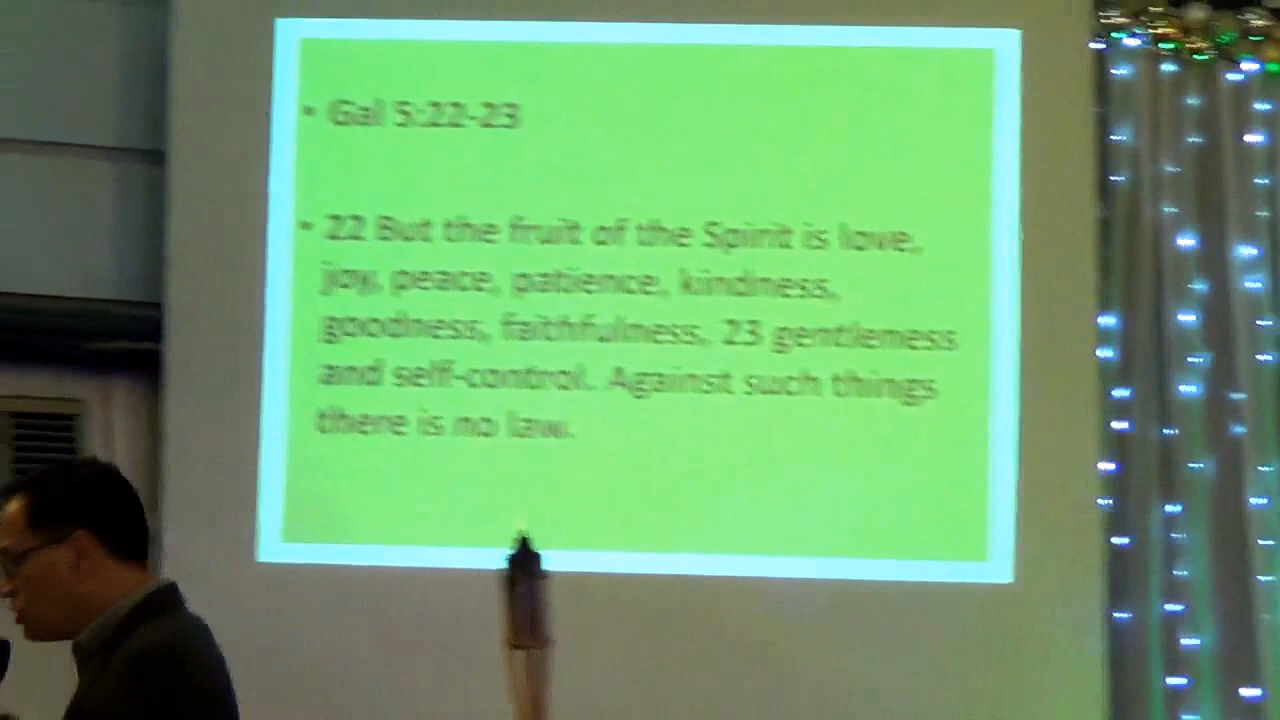 • Gal 5:22-23
• 22 But the fruit of the Spirit is love,
joy, peace, patience, kindness,
goodness, faithfulness, 23 gentleness
and self-control. Against such things
there is no law.